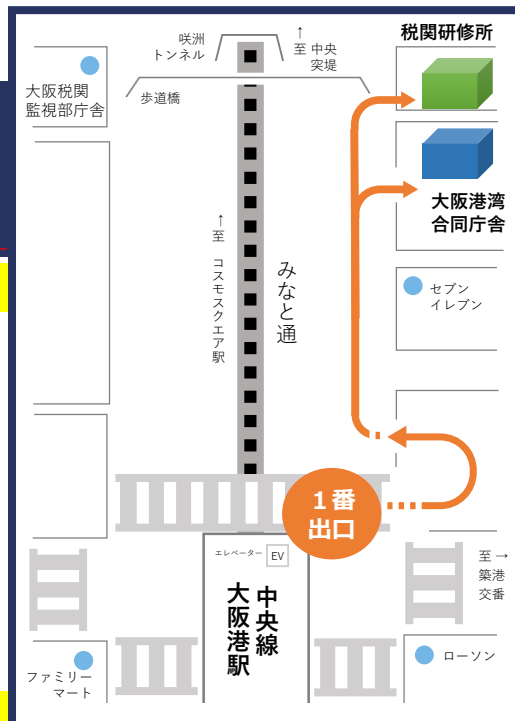 咲洲
トンネル
↑
至 中央
突堤
税関研修所
大阪税関
監視部庁舎
歩道橋
大阪港湾
合同庁舎
↑
至
コスモスクエア駅
みなと通
セブン
イレブン
1番
出口
エレベーター EV
中央線
大阪港駅
至→
築港
交番
ファミリー
マート
ローソン